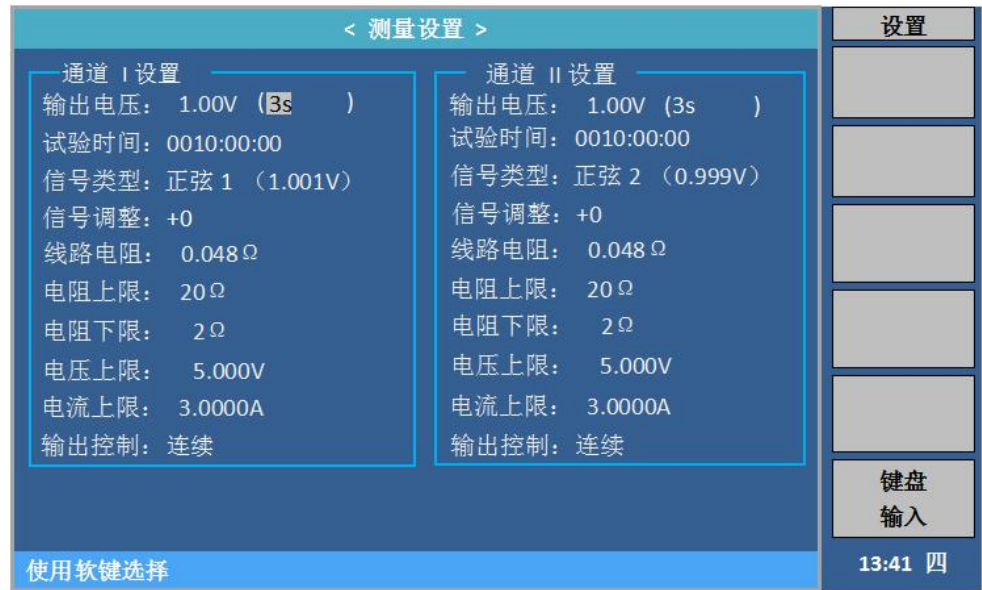 < 测量设置 >
设置
通道 I 设置
输出电压： 1.00V (3s )
试验时间：0010:00:00
信号类型：正弦 1 （1.001V）
信号调整：+0
线路电阻： 0.048Ω
电阻上限： 20Ω
电阻下限： 2Ω
电压上限： 5.000V
电流上限： 3.0000A
输出控制：连续
通道 II 设置
输出电压： 1.00V (3s )
试验时间：0010:00:00
信号类型：正弦 2 （0.999V）
信号调整：+0
线路电阻： 0.048Ω
电阻上限： 20Ω
电阻下限： 2Ω
电压上限： 5.000V
电流上限： 3.0000A
输出控制：连续
键盘
输入
使用软键选择
13:41 四